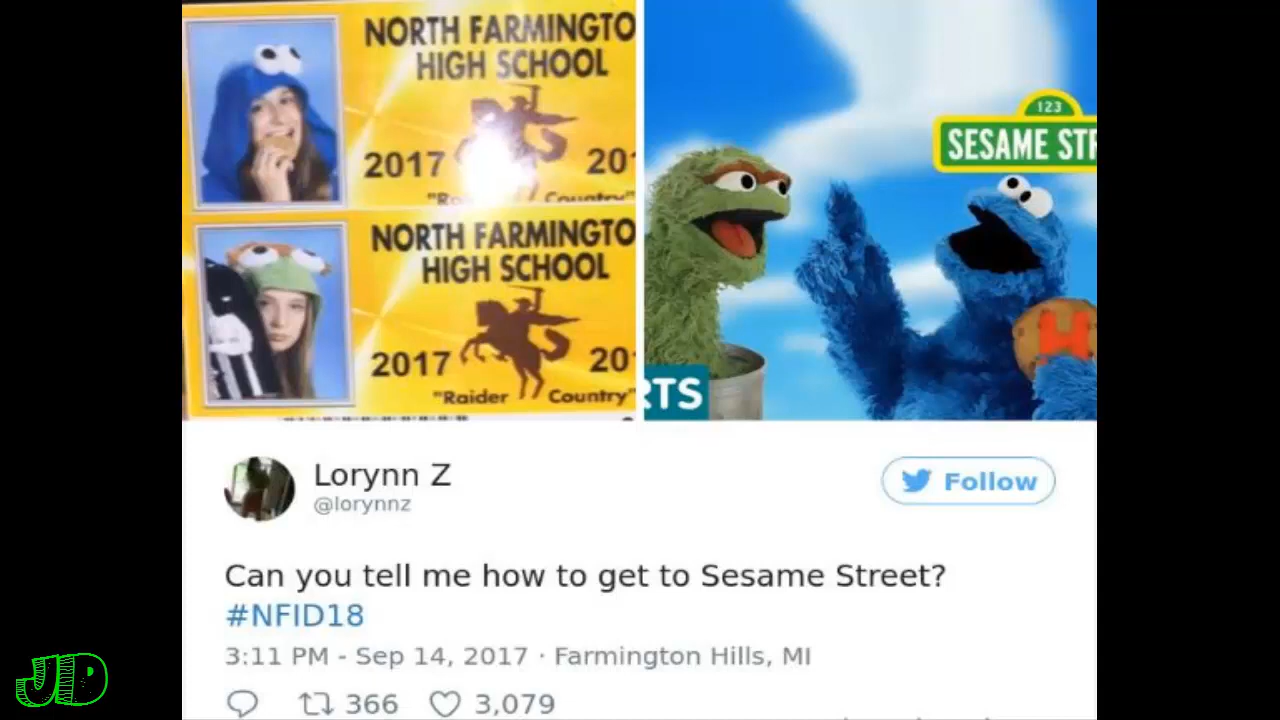 NORTH FARMINGTO
HIGH SCHOOL
2017
20
"Ro
Country"
NORTH FARMINGTO
HIGH SCHOOL
2017
20
"Raider Country"
123
SESAME STR
RTS
H
Lorynn Z
@lorynnz
Follow
Can you tell me how to get to Sesame Street?
#NFID18
3:11 PM - Sep 14, 2017 · Farmington Hills, MI
366
3,079
JD